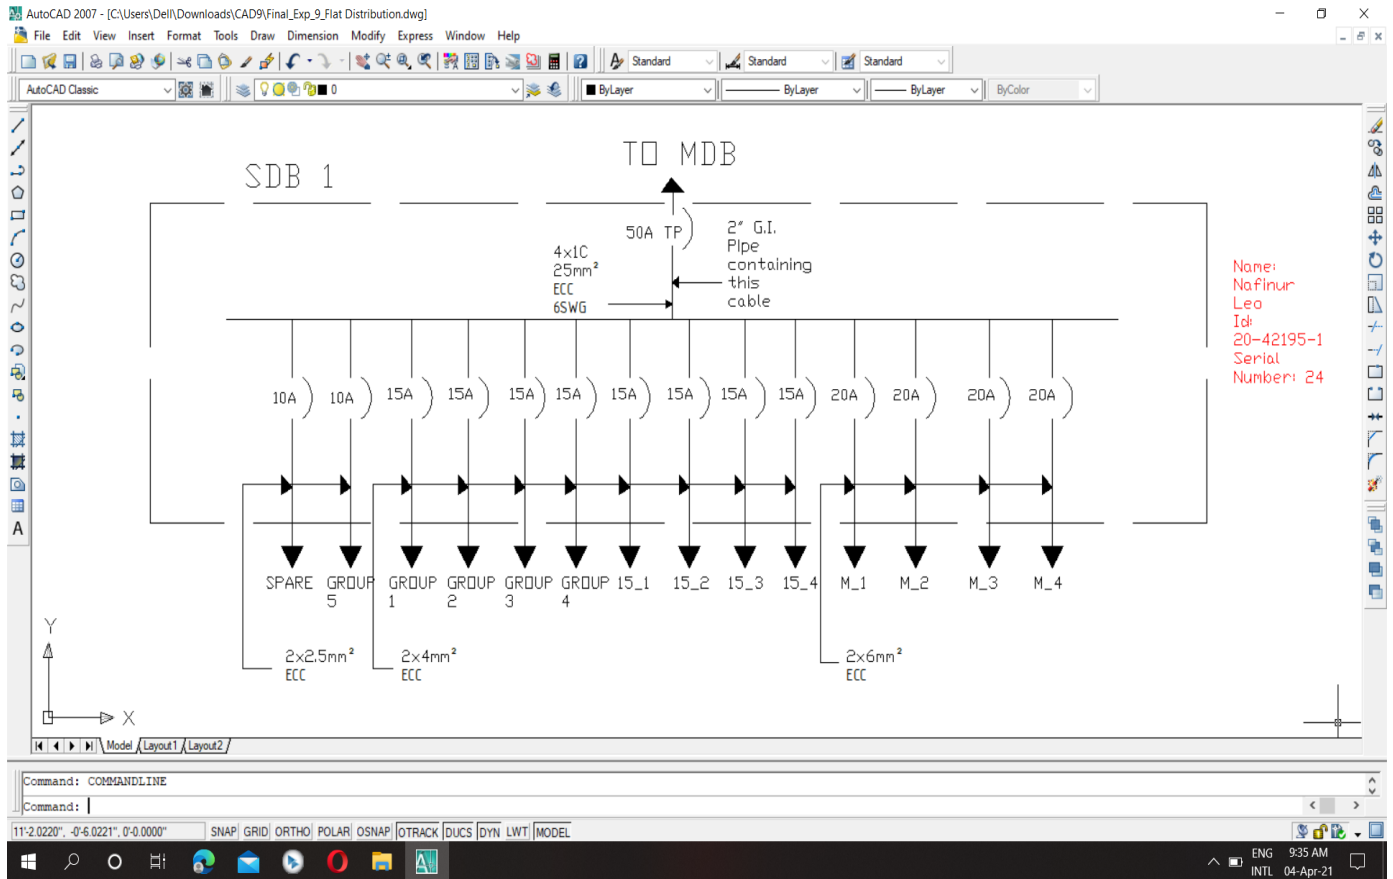 AutoCAD 2007 - [C:\Users\Dell\Downloads\CAD9\Final_Exp_9_Flat Distribution.dwg]
File Edit View Insert Format Tools Draw Dimension Modify Express Window Help
Standard Standard Standard
AutoCAD Classic 0 ByLayer ByLayer ByLayer ByColor
TO MDB
SDB 1
50A TP
2" G.I.
Pipe
containing
this
cable
4x1C
25mm²
ECC
6SWG
Name:
Nafinur
Leo
Id:
20-42195-1
Serial
Number: 24
10A 10A 15A 15A 15A 15A 15A 15A 15A 15A 20A 20A 20A 20A
SPARE GROUP GROUP GROUP GROUP GROUP 15_1 15_2 15_3 15_4 M_1 M_2 M_3 M_4
5 1 2 3 4
2x2.5mm² 2x4mm² 2x6mm²
ECC ECC ECC
Y
X
Model Layout1 Layout2
Command: COMMANDLINE
Command:
11'-2.0220", -0'-6.0221", 0'-0.0000" SNAP GRID ORTHO POLAR OSNAP OTRACK DUCS DYN LWT MODEL
ENG 9:35 AM
INTL 04-Apr-21